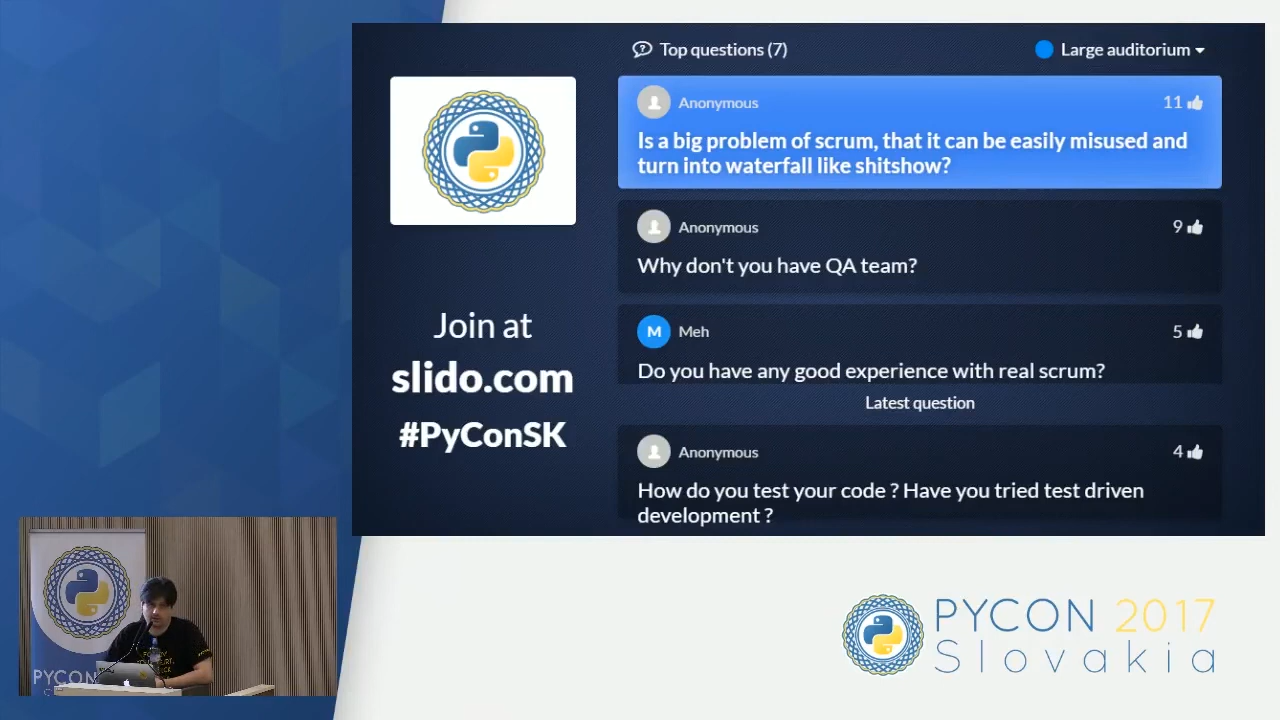 Top questions (7)
Large auditorium
Anonymous
11
Is a big problem of scrum, that it can be easily misused and
turn into waterfall like shitshow?
Anonymous
9
Why don't you have QA team?
M
Meh
5
Do you have any good experience with real scrum?
Latest question
Anonymous
4
How do you test your code ? Have you tried test driven
development ?
Join at
slido.com
#PyConSK
PYCON
PYCON 2017
Slovakia